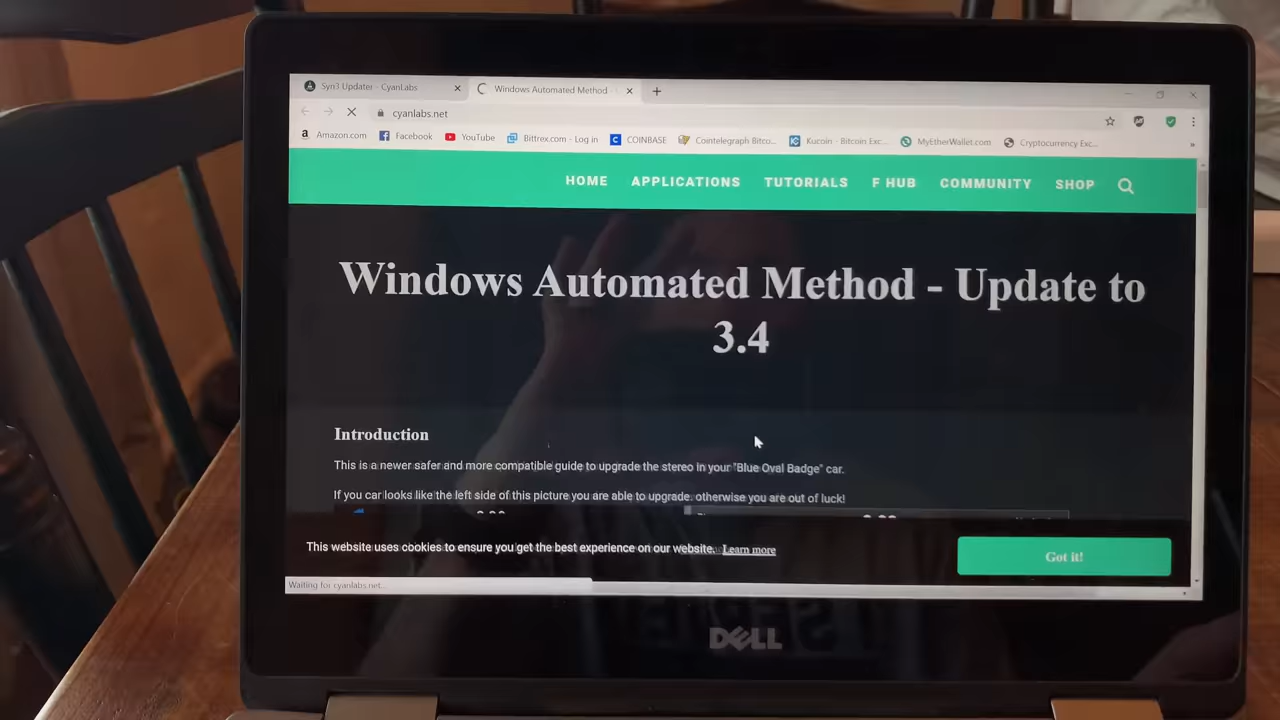 Syn3 Updater - CyanLabs
Windows Automated Method -
cyanlabs.net
Amazon.com Facebook YouTube Bittrex.com - Log in COINBASE Cointelegraph Bitco... Kucoin - Bitcoin Exc... MyEtherWallet.com Cryptocurrency Exc... »
HOME APPLICATIONS TUTORIALS F HUB COMMUNITY SHOP
Windows Automated Method - Update to
3.4
Introduction
This is a newer safer and more compatible guide to upgrade the stereo in your "Blue Oval Badge" car.
If you car looks like the left side of this picture you are able to upgrade. otherwise you are out of luck!
This website uses cookies to ensure you get the best experience on our website. Learn more
Got it!
Waiting for cyanlabs.net...
DELL